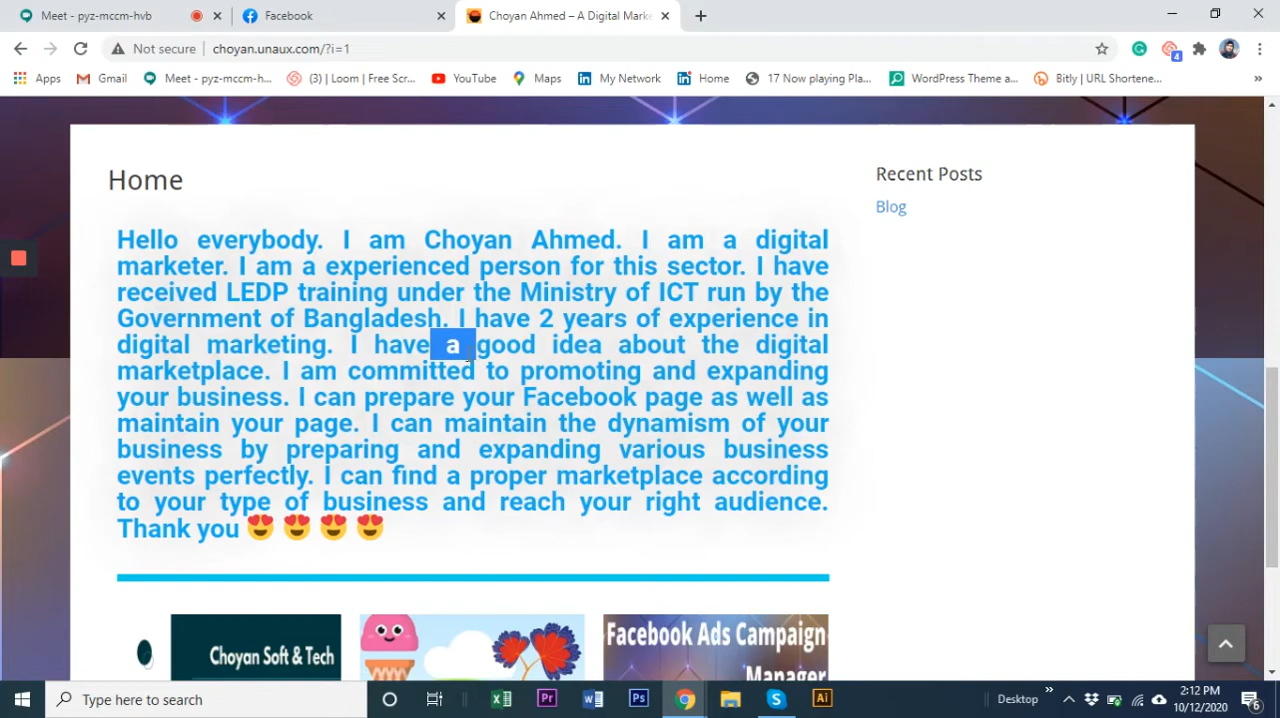 Meet - pyz-mccm-hvb
Facebook
Choyan Ahmed – A Digital Marke
Not secure
choyan.unaux.com/?i=1
4
Apps
Gmail
Meet - pyz-mccm-h...
(3) | Loom | Free Scr...
YouTube
Maps
My Network
Home
17 Now playing Pla...
WordPress Theme a...
Bitly | URL Shortene...
»
Home
Recent Posts
Blog
Hello everybody. I am Choyan Ahmed. I am a digital
marketer. I am a experienced person for this sector. I have
received LEDP training under the Ministry of ICT run by the
Government of Bangladesh. I have 2 years of experience in
digital marketing. I have a good idea about the digital
marketplace. I am committed to promoting and expanding
your business. I can prepare your Facebook page as well as
maintain your page. I can maintain the dynamism of your
business by preparing and expanding various business
events perfectly. I can find a proper marketplace according
to your type of business and reach your right audience.
Thank you 😍 😍 😍 😍
Choyan Soft & Tech
Facebook Ads Campaign
Manager
Type here to search
Pr
Ps
Ai
Desktop
»
2:12 PM
10/12/2020
6